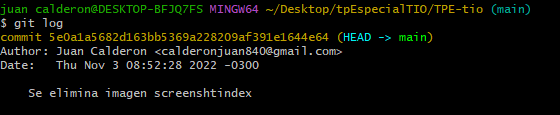 juan calderon@DESKTOP-BFJQ7FS MINGW64 ~/Desktop/tpEspecialTIO/TPE-tio (main)
$ git log
commit 5e0a1a5682d163bb5369a228209af391e1644e64 (HEAD -> main)
Author: Juan Calderon <calderonjuan840@gmail.com>
Date:   Thu Nov 3 08:52:28 2022 -0300
    Se elimina imagen screenshtindex